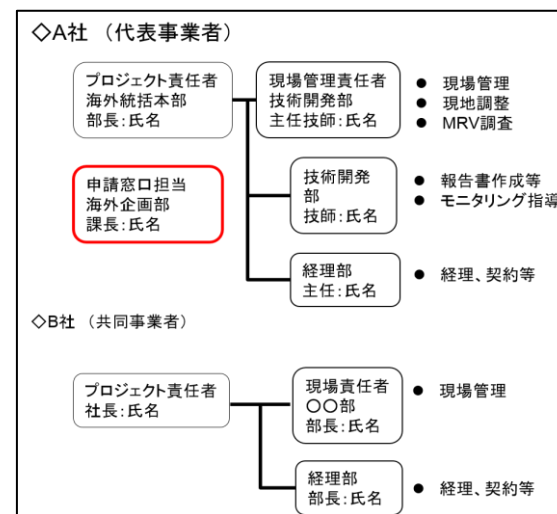 ◇A社 (代表事業者)
プロジェクト責任者
海外統括本部
部長:氏名
現場管理責任者
技術開発部
主任技師:氏名
● 現場管理
● 現地調整
● MRV調査
申請窓口担当
海外企画部
課長:氏名
技術開発
部
技師:氏名
● 報告書作成等
● モニタリング指導
経理部
主任:氏名
● 経理、契約等
◇B社 (共同事業者)
プロジェクト責任者
社長:氏名
現場責任者
〇〇部
部長:氏名
● 現場管理
経理部
部長:氏名
● 経理、契約等